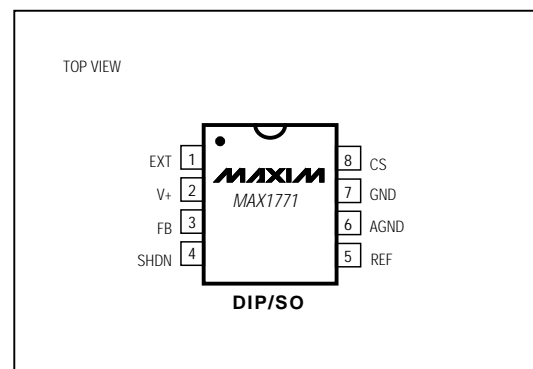 TOP VIEW
EXT 1
V+ 2
FB 3
SHDN 4
MAXIM
MAX1771
8 CS
7 GND
6 AGND
5 REF
DIP/SO